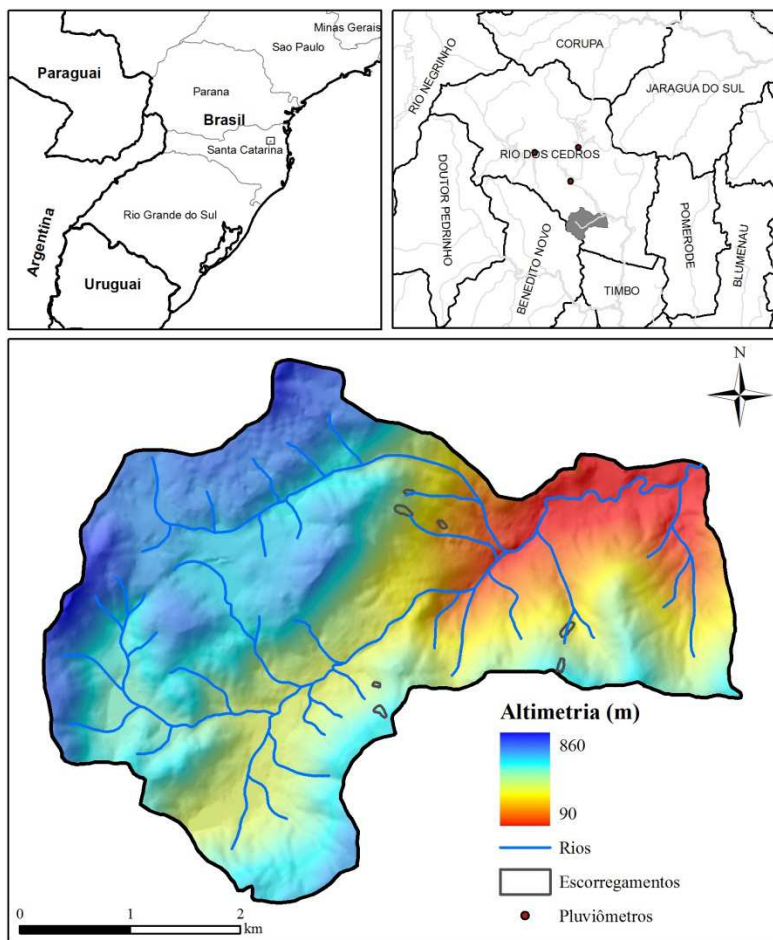 Minas Gerais
Sao Paulo
Paraguai
Parana
Brasil
Santa Catarina
Rio Grande do Sul
Argentina
Uruguai
RIO NEGRINHO
CORUPA
JARAGUA DO SUL
RIO DOS CEDROS
DOUTOR PEDRINHO
BENEDITO NOVO
POMERODE
BLUMENAU
TIMBO
N
Altimetria (m)
860
90
Rios
Escorregamentos
Pluviômetros
0 1 2
km